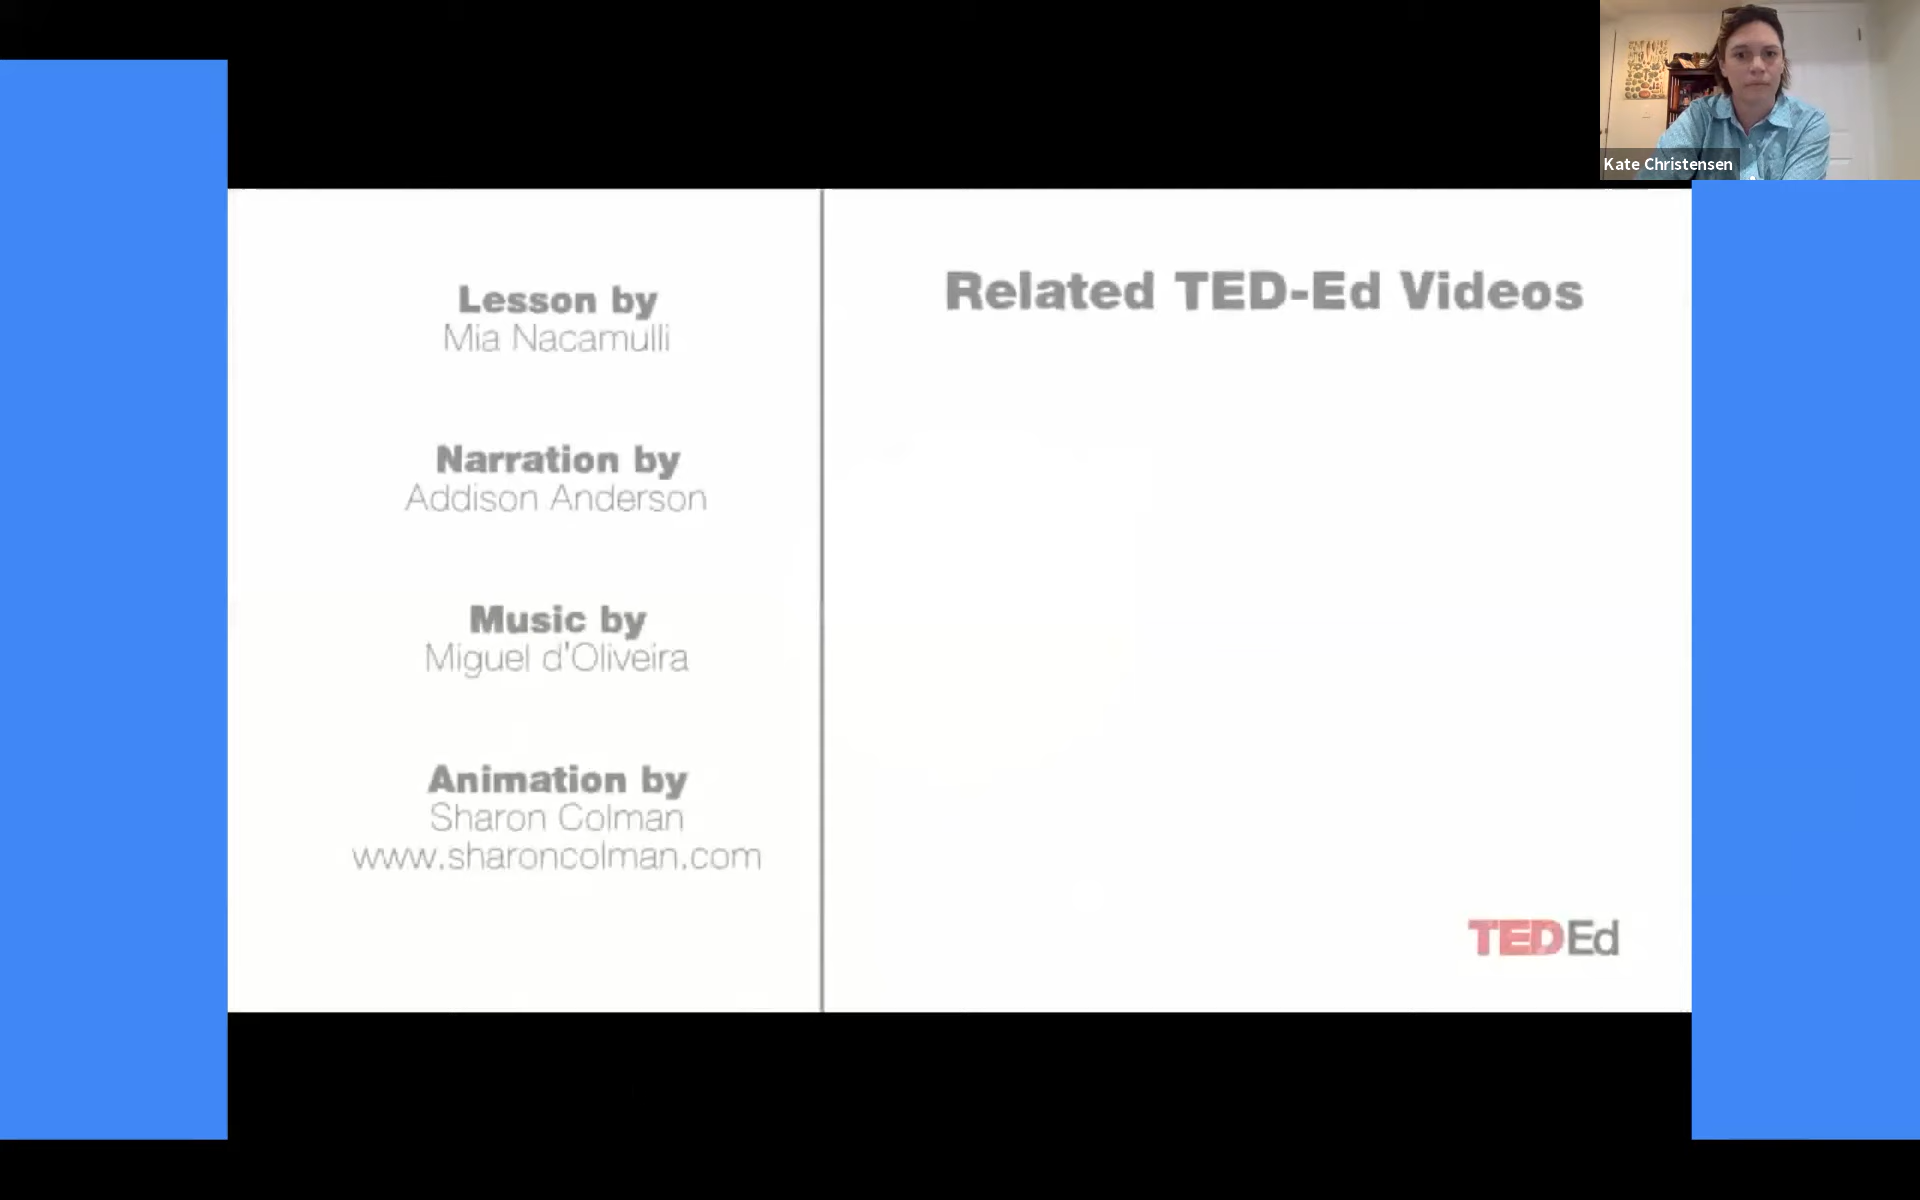 Kate Christensen
Lesson by
Mia Nacamulli
Narration by
Addison Anderson
Music by
Miguel d'Oliveira
Animation by
Sharon Colman
www.sharoncolman.com
Related TED-Ed Videos
TEDEd